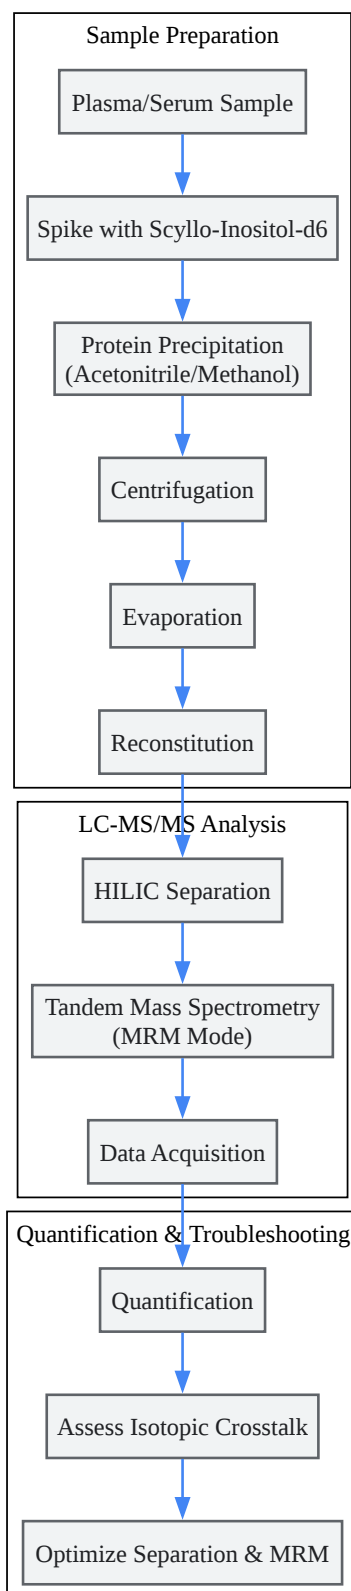 Sample Preparation
Plasma/Serum Sample
Spike with Scyllo-Inositol-d6
Protein Precipitation
(Acetonitrile/Methanol)
Centrifugation
Evaporation
Reconstitution
LC-MS/MS Analysis
HILIC Separation
Tandem Mass Spectrometry
(MRM Mode)
Data Acquisition
Quantification & Troubleshooting
Quantification
Assess Isotopic Crosstalk
Optimize Separation & MRM